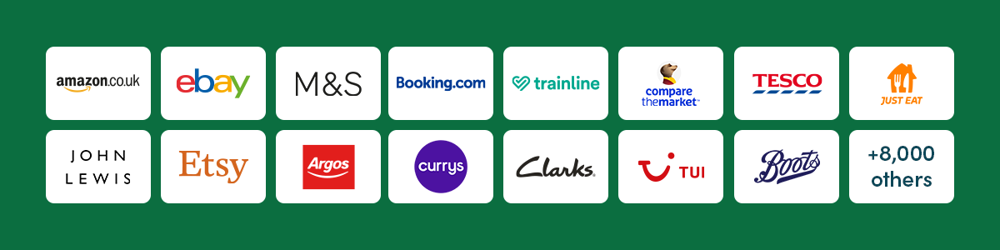 amazon.co.uk
ebay
M&S
Booking.com
trainline
compare
themarket™
TESCO
JUST EAT
JOHN
LEWIS
Etsy
Argos
currys
Clarks®
TUI
Boots
+8,000
others